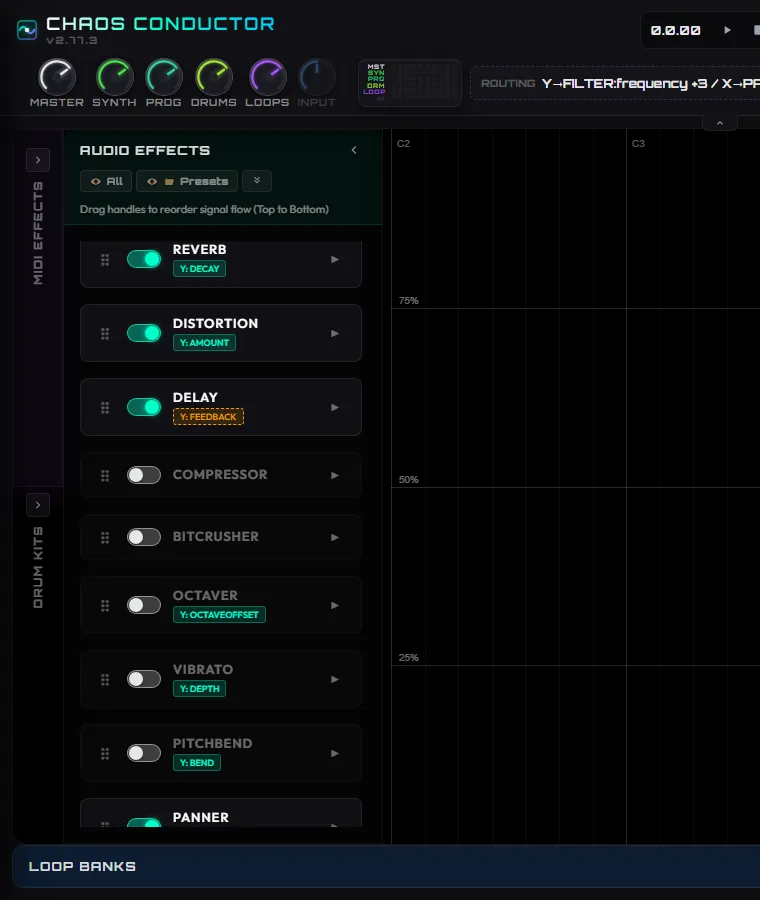 CHAOS CONDUCTOR
v2.77.3
0.0.00
MASTER SYNTH PROG DRUMS LOOPS INPUT
MST
SYN
PRG
DRM
LOOP
IN
ROUTING Y→FILTER:frequency +3 / X→PA
AUDIO EFFECTS
All Presets
Drag handles to reorder signal flow (Top to Bottom)
MIDI EFFECTS
DRUM KITS
REVERB
Y: DECAY
DISTORTION
Y: AMOUNT
DELAY
Y: FEEDBACK
COMPRESSOR
BITCRUSHER
OCTAVER
Y: OCTAVEOFFSET
VIBRATO
Y: DEPTH
PITCHBEND
Y: BEND
PANNER
C2 C3
75%
50%
25%
LOOP BANKS